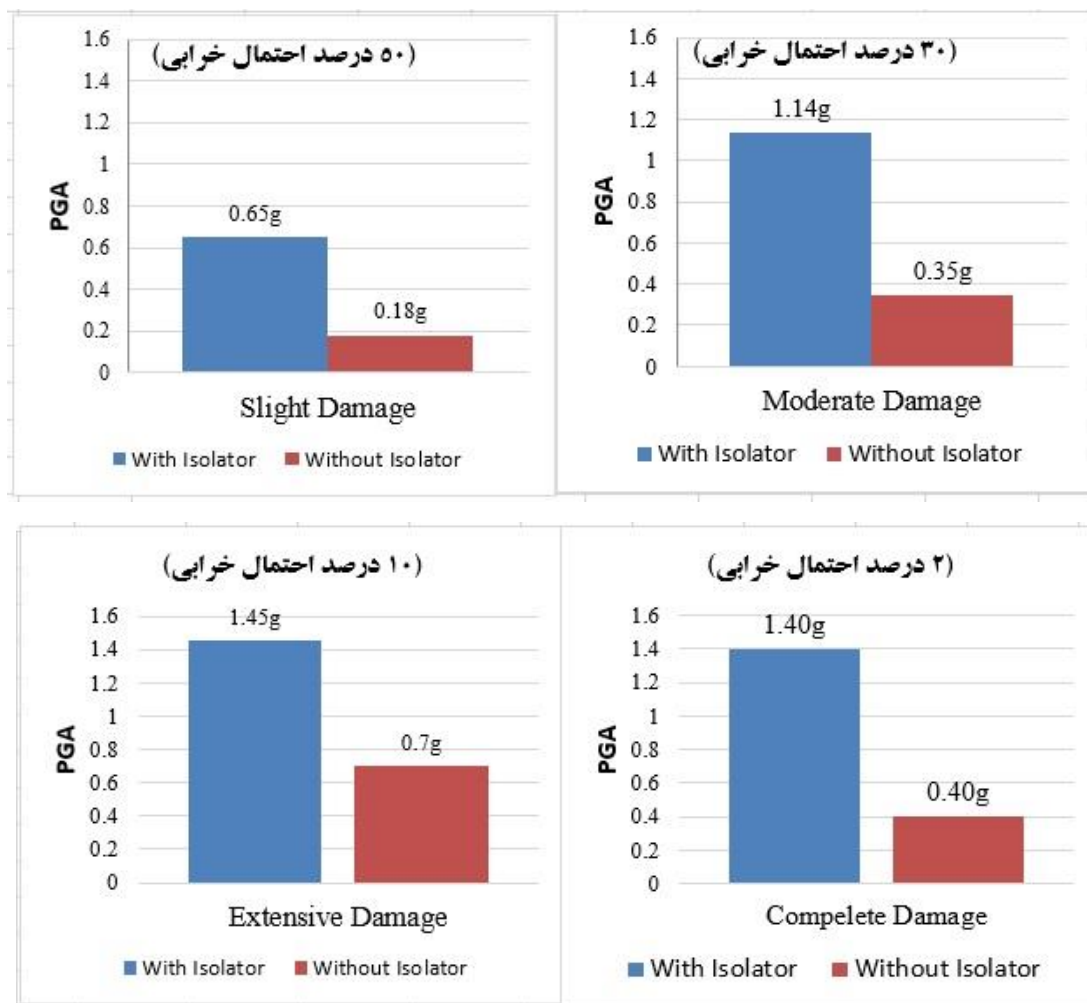 (۵۰ درصد احتمال خرابی)
1.6
1.4
1.2
1
0.8
0.6
0.4
0.2
0
PGA
0.65g
0.18g
Slight Damage
With Isolator Without Isolator
(۳۰ درصد احتمال خرابی)
1.6
1.4
1.2
1
0.8
0.6
0.4
0.2
0
PGA
1.14g
0.35g
Moderate Damage
With Isolator Without Isolator
(۱۰ درصد احتمال خرابی)
1.6
1.4
1.2
1
0.8
0.6
0.4
0.2
0
PGA
1.45g
0.7g
Extensive Damage
With Isolator Without Isolator
(۲ درصد احتمال خرابی)
1.6
1.4
1.2
1
0.8
0.6
0.4
0.2
0
PGA
1.40g
0.40g
Compelete Damage
With Isolator Without Isolator